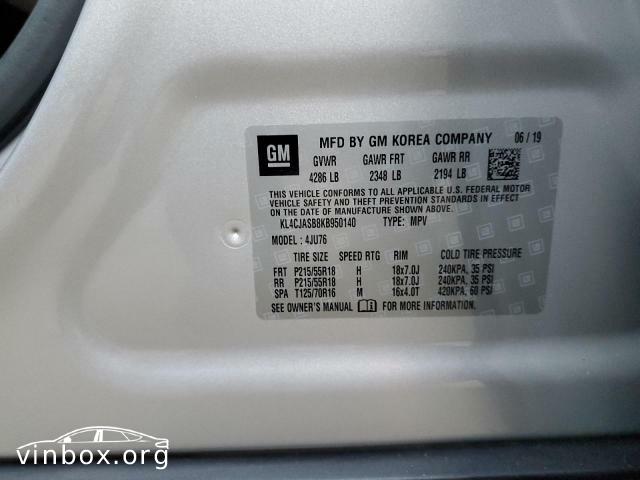 GM
MFD BY GM KOREA COMPANY 06 / 19
GVWR GAWR FRT GAWR RR
4286 LB 2348 LB 2194 LB
THIS VEHICLE CONFORMS TO ALL APPLICABLE U.S. FEDERAL MOTOR
VEHICLE SAFETY AND THEFT PREVENTION STANDARDS IN EFFECT
ON THE DATE OF MANUFACTURE SHOWN ABOVE.
KL4CJASB8KB950140 TYPE: MPV
MODEL : 4JU76
TIRE SIZE SPEED RTG RIM COLD TIRE PRESSURE
FRT P215/55R18 H 18x7.0J 240KPA, 35 PSI
RR P215/55R18 H 18x7.0J 240KPA, 35 PSI
SPA T125/70R16 M 16x4.0T 420KPA, 60 PSI
SEE OWNER'S MANUAL FOR MORE INFORMATION.
vinbox.org